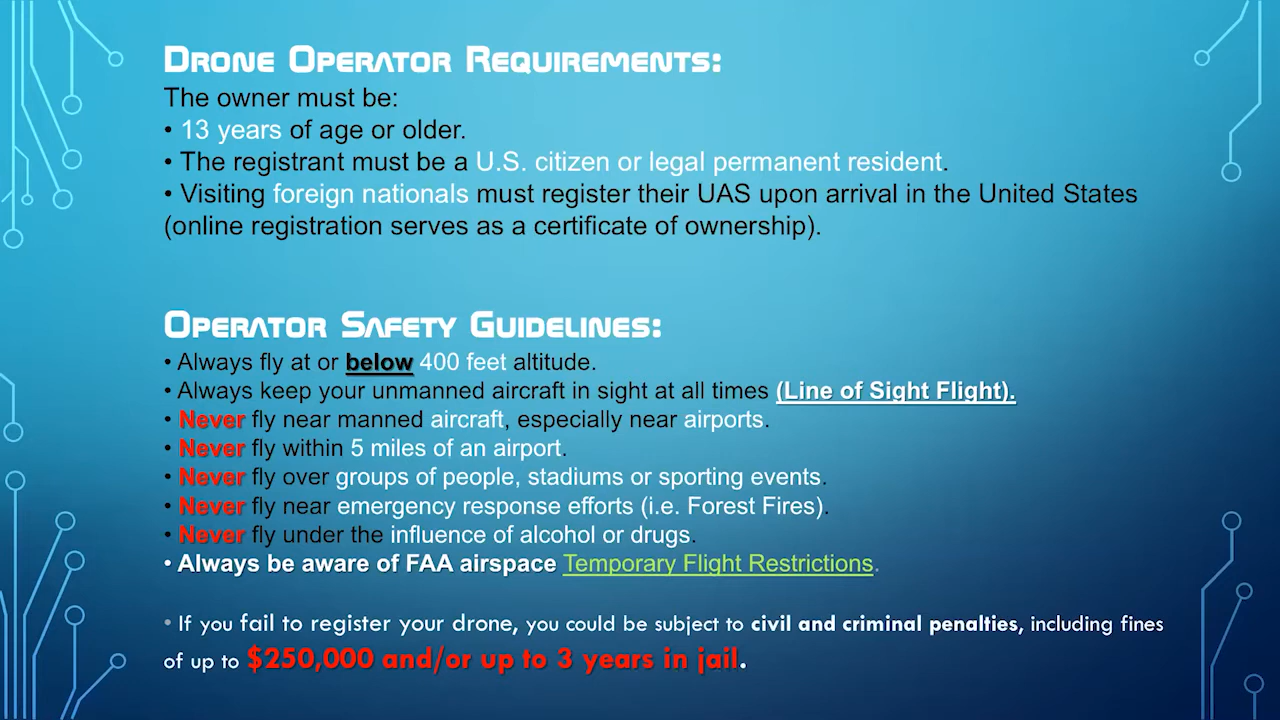 Drone Operator Requirements:
The owner must be:
• 13 years of age or older.
• The registrant must be a U.S. citizen or legal permanent resident.
• Visiting foreign nationals must register their UAS upon arrival in the United States
(online registration serves as a certificate of ownership).
Operator Safety Guidelines:
• Always fly at or below 400 feet altitude.
• Always keep your unmanned aircraft in sight at all times (Line of Sight Flight).
• Never fly near manned aircraft, especially near airports.
• Never fly within 5 miles of an airport.
• Never fly over groups of people, stadiums or sporting events.
• Never fly near emergency response efforts (i.e. Forest Fires).
• Never fly under the influence of alcohol or drugs.
• Always be aware of FAA airspace Temporary Flight Restrictions.
• If you fail to register your drone, you could be subject to civil and criminal penalties, including fines
of up to $250,000 and/or up to 3 years in jail.